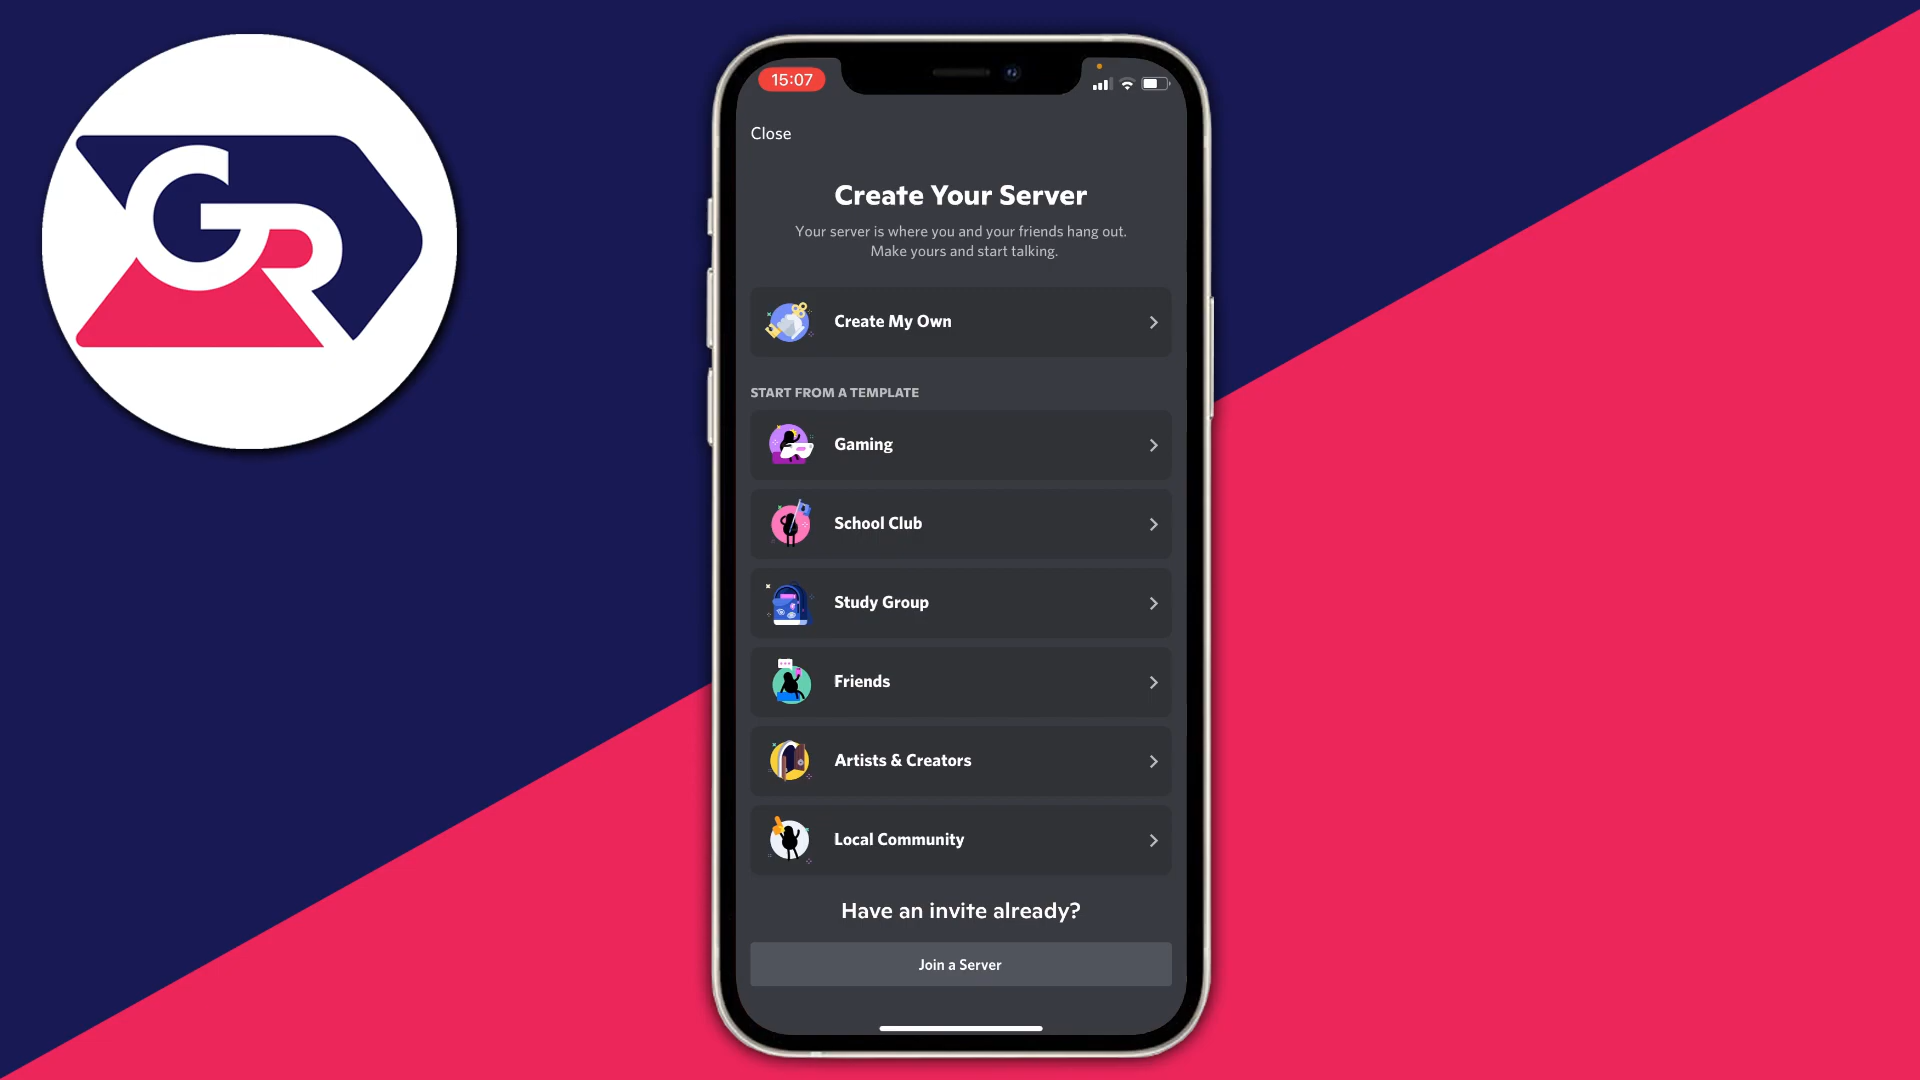 GR
15:07
Close
Create Your Server
Your server is where you and your friends hang out.
Make yours and start talking.
Create My Own
START FROM A TEMPLATE
Gaming
School Club
Study Group
Friends
Artists & Creators
Local Community
Have an invite already?
Join a Server